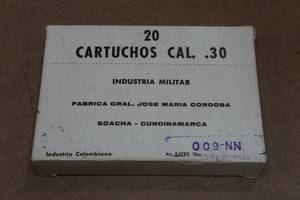 20
CARTUCHOS CAL. .30
INDUSTRIA MILITAR
FABRICA GRAL. JOSE MARIA CORDOBA
SOACHA - CUNDINAMARCA
Industria Colombiana
LOTE No.
009-NN